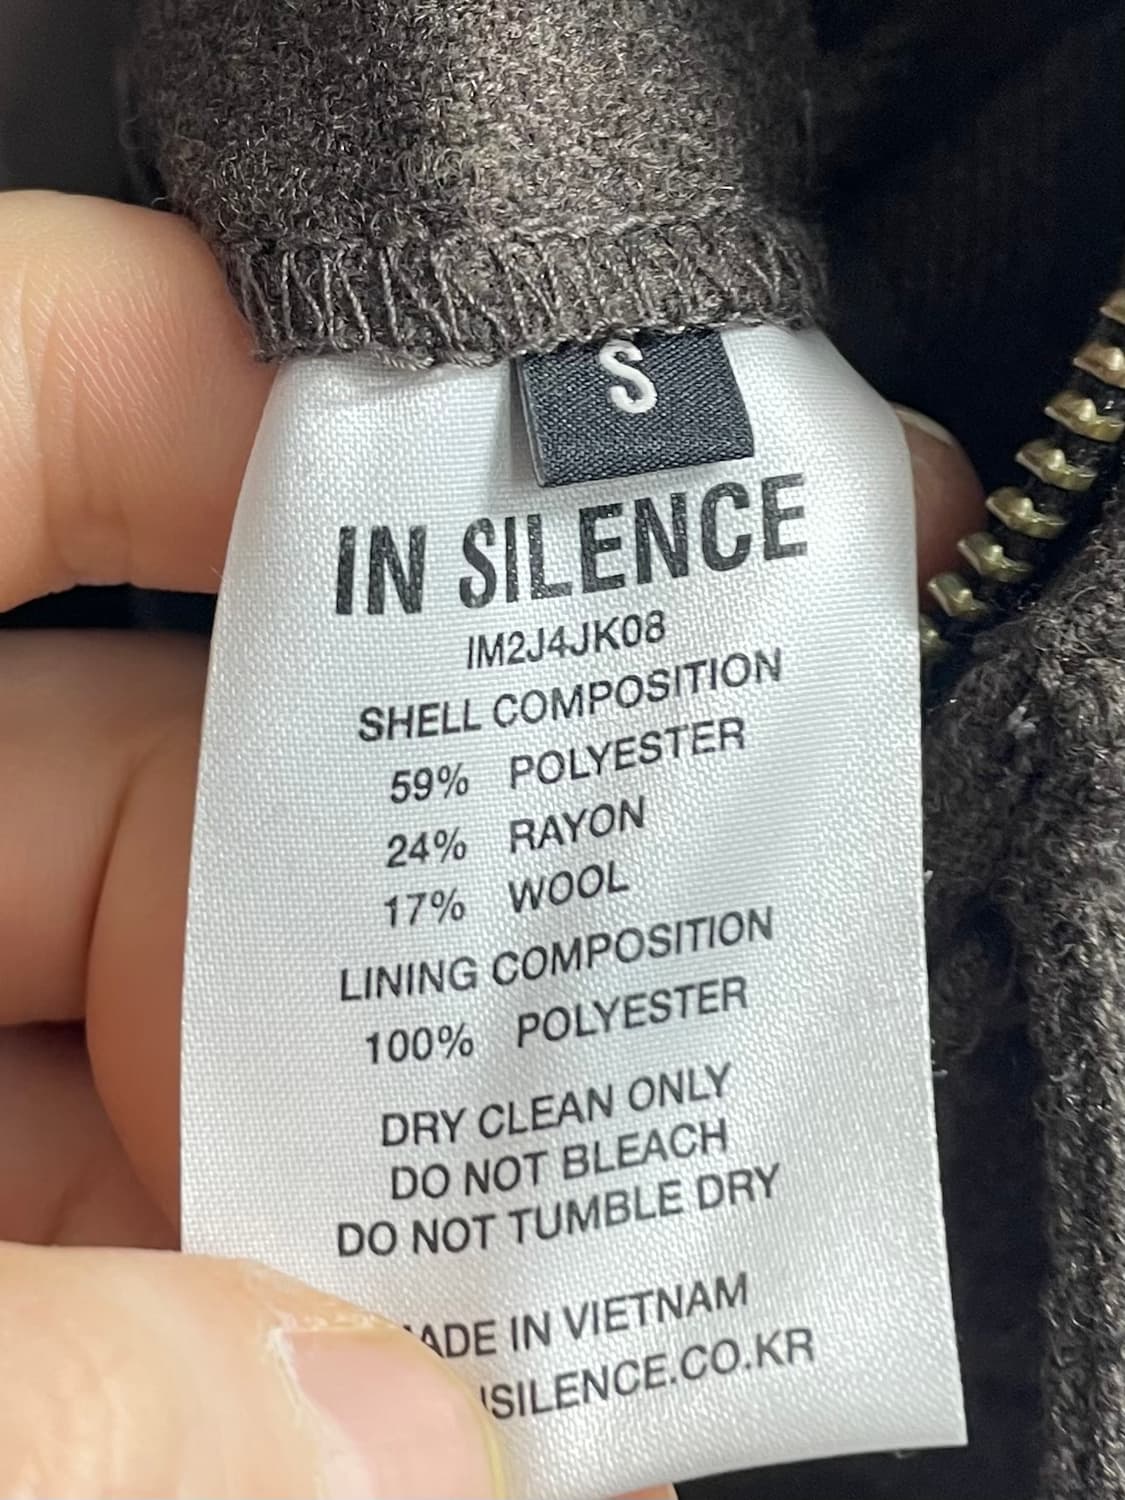 S
IN SILENCE
IM2J4JK08
SHELL COMPOSITION
59% POLYESTER
24% RAYON
17% WOOL
LINING COMPOSITION
100% POLYESTER
DRY CLEAN ONLY
DO NOT BLEACH
DO NOT TUMBLE DRY
ADE IN VIETNAM
SILENCE.CO.KR